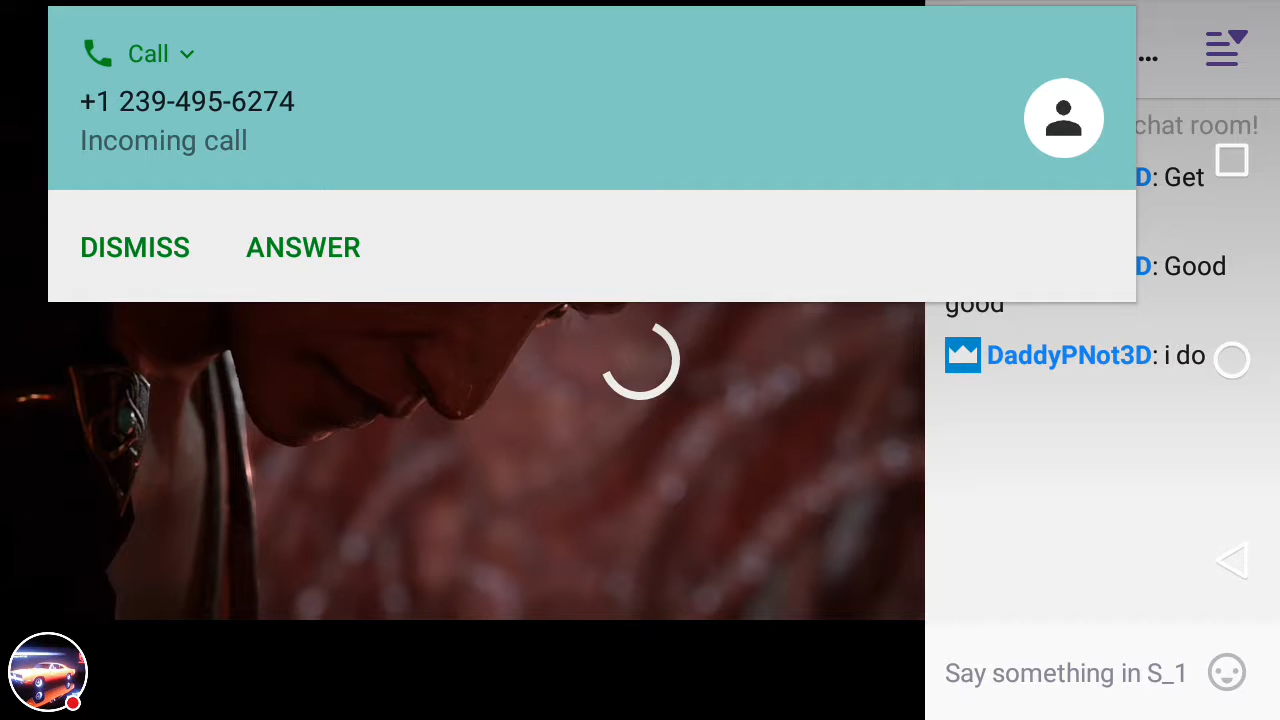 Call
+1 239-495-6274
Incoming call
DISMISS ANSWER
...
chat room!
D: Get
D: Good
good
DaddyPNot3D: i do
Say something in S_1